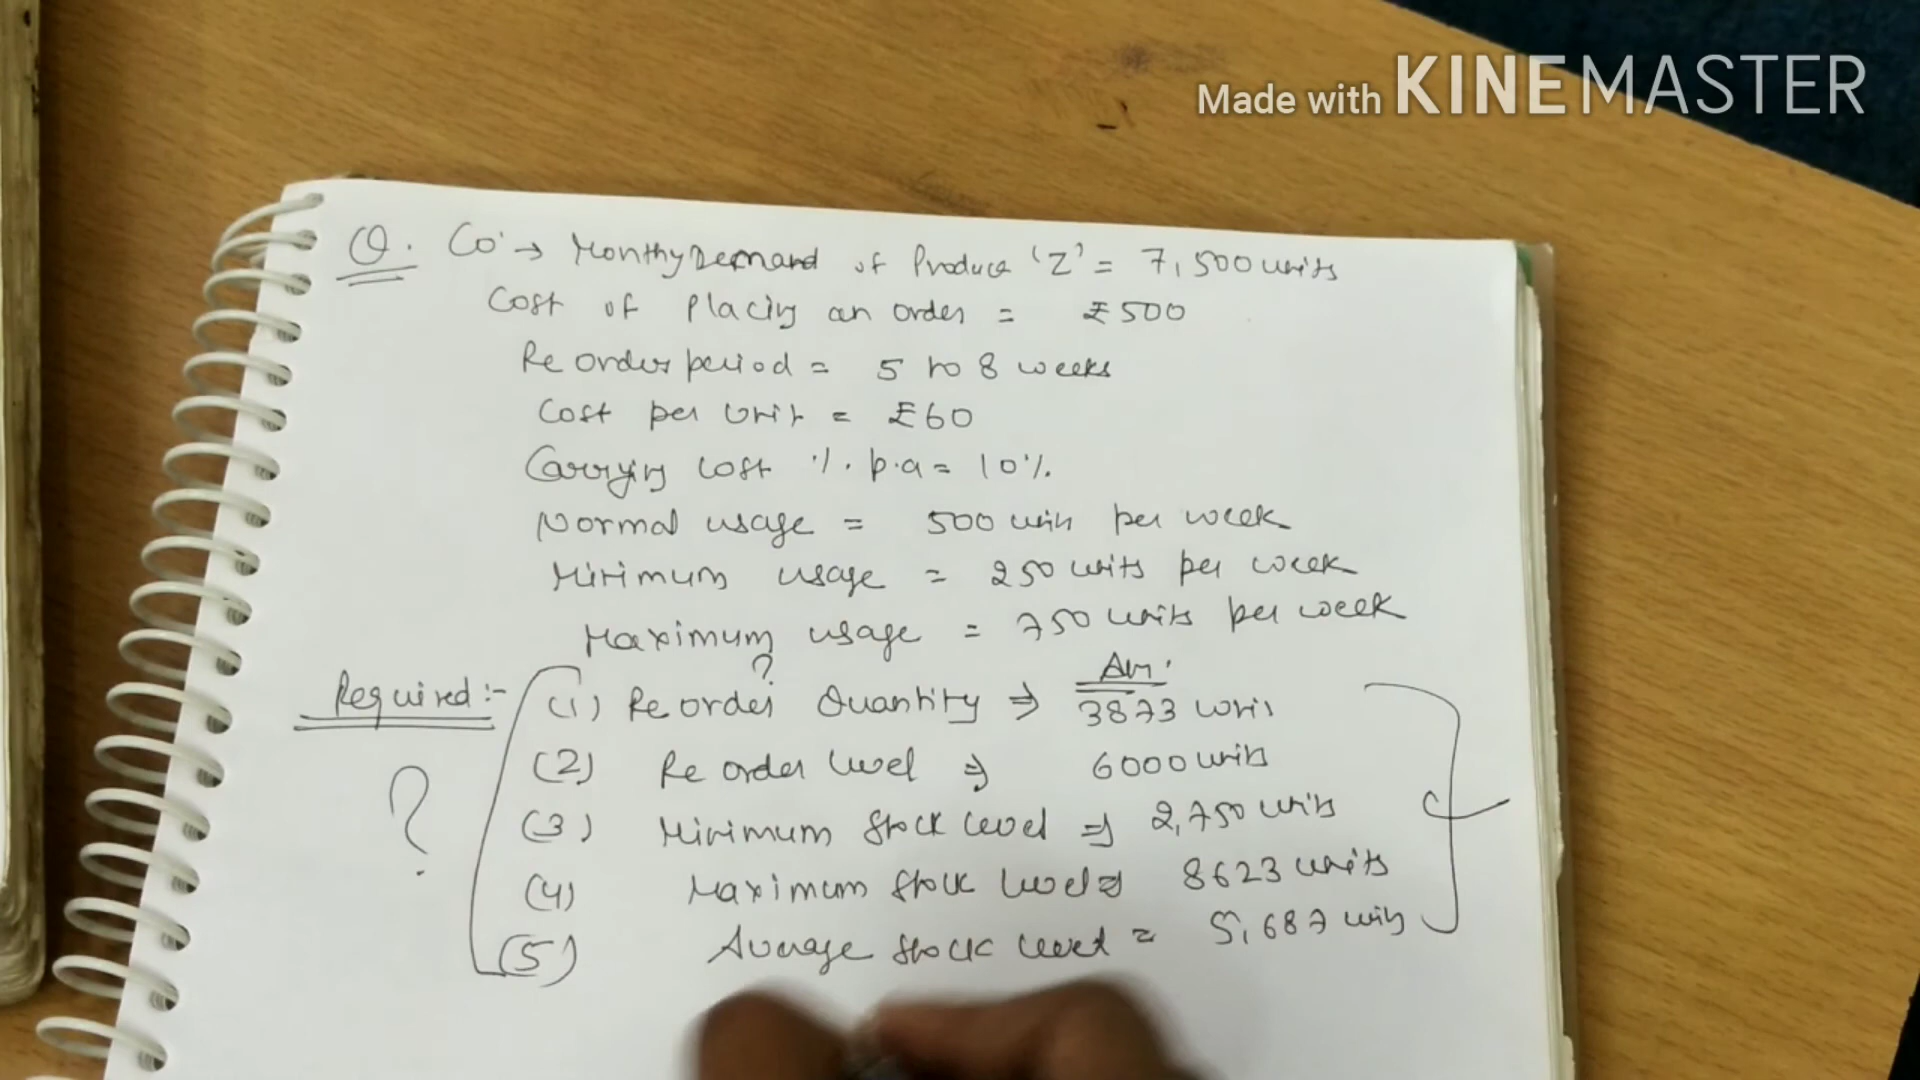 Made with KINEMASTER
Q. Co. → Monthy Demand of Produce 'Z' = 7,500 units
Cost of Placing an order = ₹500
Re order period = 5 to 8 weeks
Cost per Unit = ₹60
Carrying cost %. p.a = 10%.
Normal usage = 500 units per week
Minimum usage = 250 units per week
Maximum usage = 750 units per week
Required :- ? Ans.
(1) Re order Quantity ⇒ 3873 units
(2) Re order level ⇒ 6000 units
? (3) Minimum Stock level ⇒ 2,750 units
(4) Maximum Stock level ⇒ 8623 units
(5) Average Stock level = 5,687 units